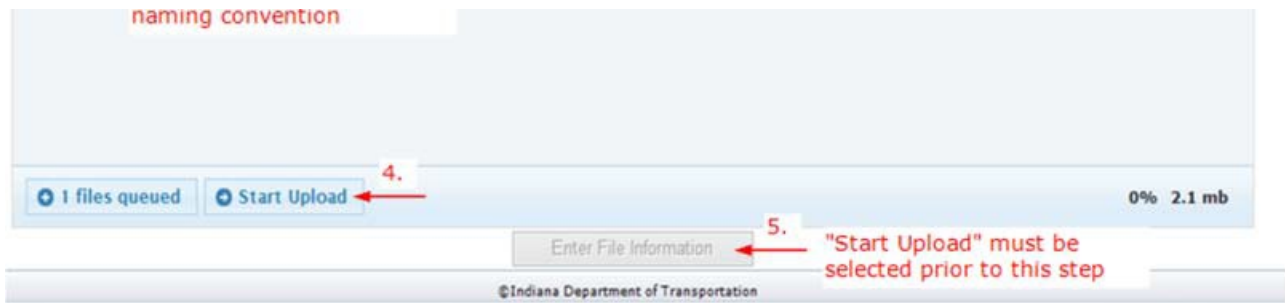 naming convention
4.
1 files queued Start Upload 0% 2.1 mb
5.
Enter File Information
"Start Upload" must be
selected prior to this step
©Indiana Department of Transportation